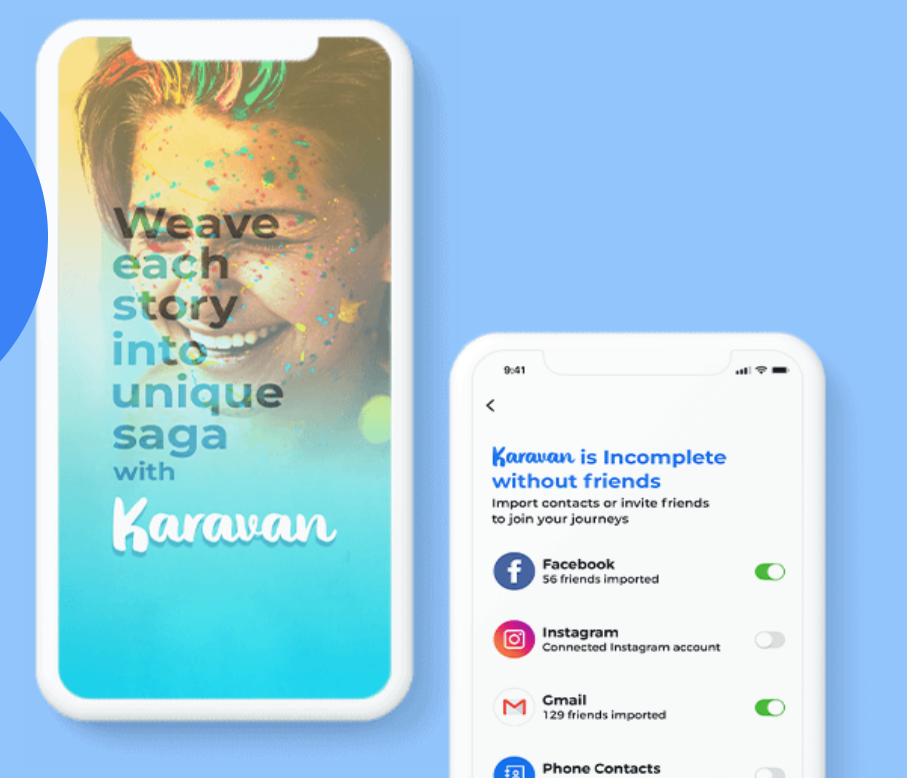 Weave
each
story
into
unique
saga
with
Karavan
9:41
Karavan is Incomplete
without friends
Import contacts or invite friends
to join your journeys
Facebook
56 friends imported
Instagram
Connected Instagram account
Gmail
129 friends imported
Phone Contacts